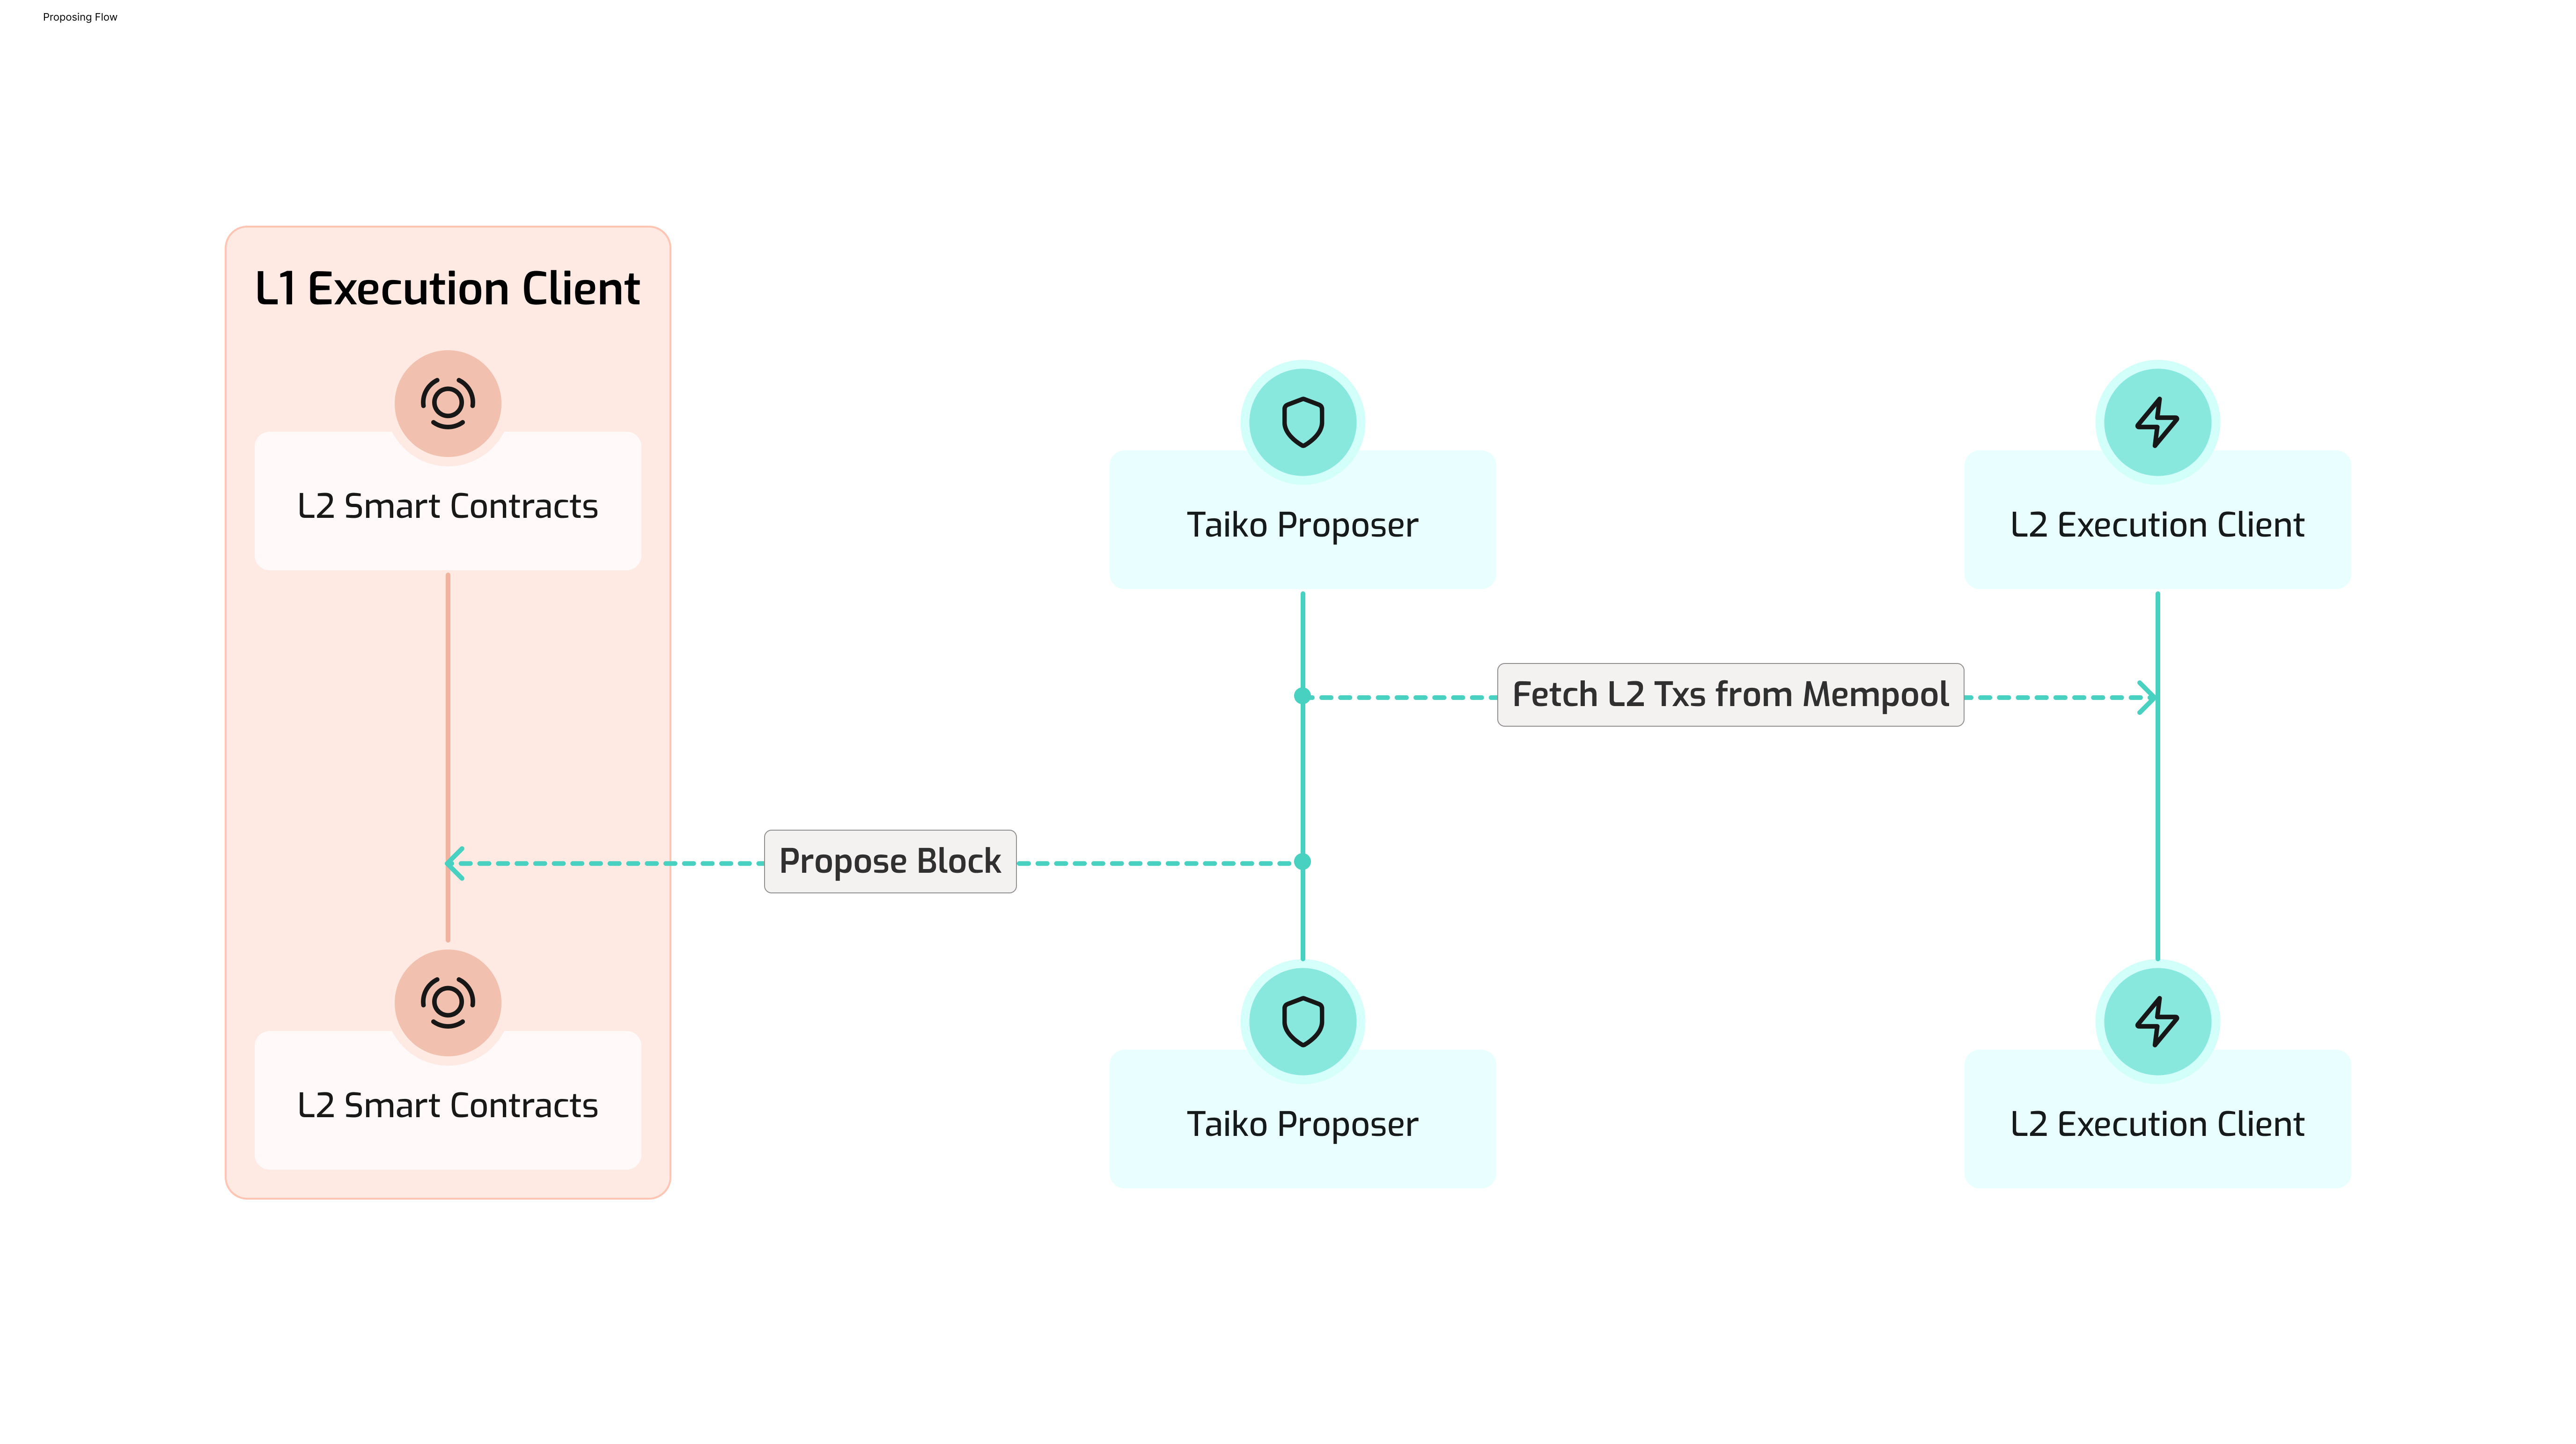 Proposing Flow
L1 Execution Client
L2 Smart Contracts
Taiko Proposer
L2 Execution Client
Fetch L2 Txs from Mempool
Propose Block
L2 Smart Contracts
Taiko Proposer
L2 Execution Client